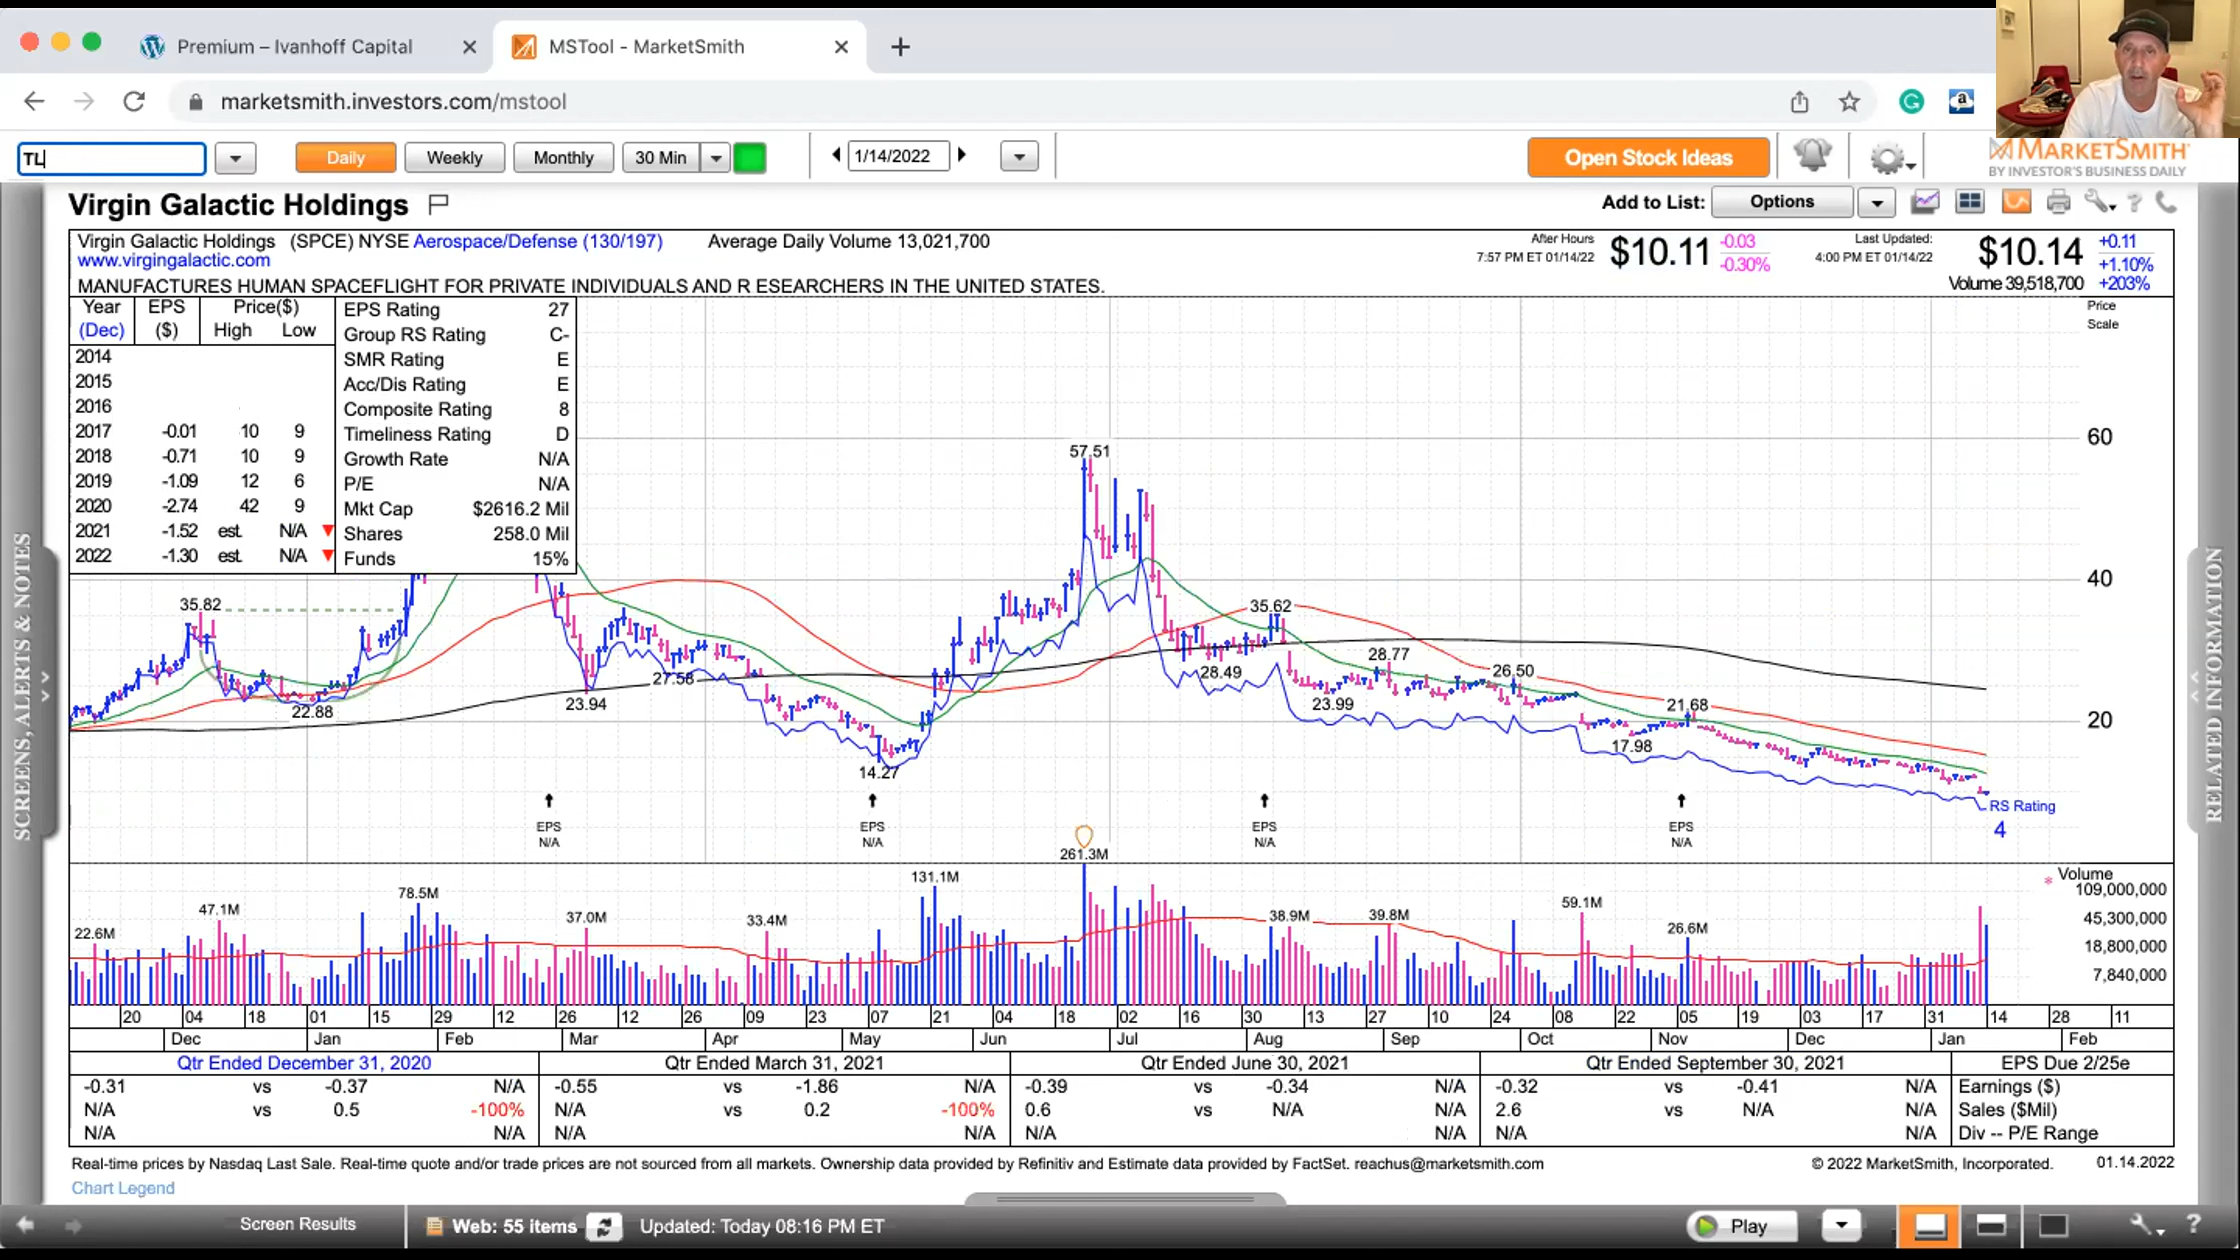 Premium – Ivanhoff Capital
MSTool - MarketSmith
marketsmith.investors.com/mstool
TL
Daily
Weekly
Monthly
30 Min
1/14/2022
Open Stock Ideas
MARKETSMITH
BY INVESTOR'S BUSINESS DAILY
Virgin Galactic Holdings
Add to List: Options
Virgin Galactic Holdings (SPCE) NYSE Aerospace/Defense (130/197) Average Daily Volume 13,021,700
www.virgingalactic.com
After Hours
7:57 PM ET 01/14/22
$10.11 -0.03
-0.30%
Last Updated:
4:00 PM ET 01/14/22
$10.14 +0.11
+1.10%
Volume 39,518,700 +203%
MANUFACTURES HUMAN SPACEFLIGHT FOR PRIVATE INDIVIDUALS AND R ESEARCHERS IN THE UNITED STATES.
Year EPS Price($)
(Dec) ($) High Low
2014
2015
2016
2017 -0.01 10 9
2018 -0.71 10 9
2019 -1.09 12 6
2020 -2.74 42 9
2021 -1.52 est. N/A
2022 -1.30 est. N/A
EPS Rating 27
Group RS Rating C-
SMR Rating E
Acc/Dis Rating E
Composite Rating 8
Timeliness Rating D
Growth Rate N/A
P/E N/A
Mkt Cap $2616.2 Mil
Shares 258.0 Mil
Funds 15%
Price
Scale
60
40
20
57.51
35.82
35.62
28.77
26.50
28.49
27.58
23.94
23.99
21.68
22.88
17.98
14.27
RS Rating
4
EPS
N/A
EPS
N/A
EPS
N/A
EPS
N/A
261.3M
131.1M
78.5M
59.1M
47.1M
37.0M
33.4M
38.9M
39.8M
26.6M
22.6M
Volume
109,000,000
45,300,000
18,800,000
7,840,000
20 04 18 01 15 29 12 26 12 26 09 23 07 21 04 18 02 16 30 13 27 10 24 08 22 05 19 03 17 31 14 28 11
Dec Jan Feb Mar Apr May Jun Jul Aug Sep Oct Nov Dec Jan Feb
Qtr Ended December 31, 2020 Qtr Ended March 31, 2021 Qtr Ended June 30, 2021 Qtr Ended September 30, 2021 EPS Due 2/25e
-0.31 vs -0.37 N/A -0.55 vs -1.86 N/A -0.39 vs -0.34 N/A -0.32 vs -0.41 N/A Earnings ($)
N/A vs 0.5 -100% N/A vs 0.2 -100% 0.6 vs N/A N/A 2.6 vs N/A N/A Sales ($Mil)
N/A N/A N/A N/A N/A N/A N/A N/A Div -- P/E Range
Real-time prices by Nasdaq Last Sale. Real-time quote and/or trade prices are not sourced from all markets. Ownership data provided by Refinitiv and Estimate data provided by FactSet. reachus@marketsmith.com
© 2022 MarketSmith, Incorporated. 01.14.2022
Chart Legend
SCREENS, ALERTS & NOTES
RELATED INFORMATION
Screen Results
Web: 55 items
Updated: Today 08:16 PM ET
Play